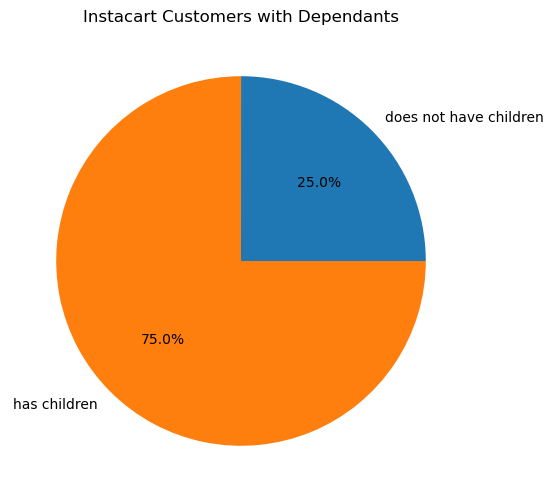 Instacart Customers with Dependants
does not have children
25.0%
75.0%
has children